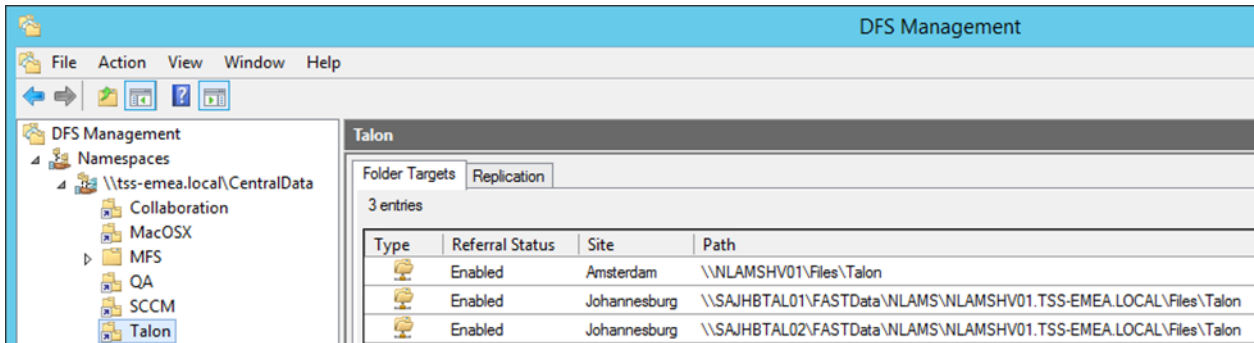 DFS Management
File Action View Window Help
DFS Management
Namespaces
\\tss-emea.local\CentralData
Collaboration
MacOSX
MFS
QA
SCCM
Talon
Talon
Folder Targets Replication
3 entries
Type Referral Status Site Path
Enabled Amsterdam \\NLAMSHV01\Files\Talon
Enabled Johannesburg \\SAJHBTAL01\FASTData\NLAMS\NLAMSHV01.TSS-EMEA.LOCAL\Files\Talon
Enabled Johannesburg \\SAJHBTAL02\FASTData\NLAMS\NLAMSHV01.TSS-EMEA.LOCAL\Files\Talon